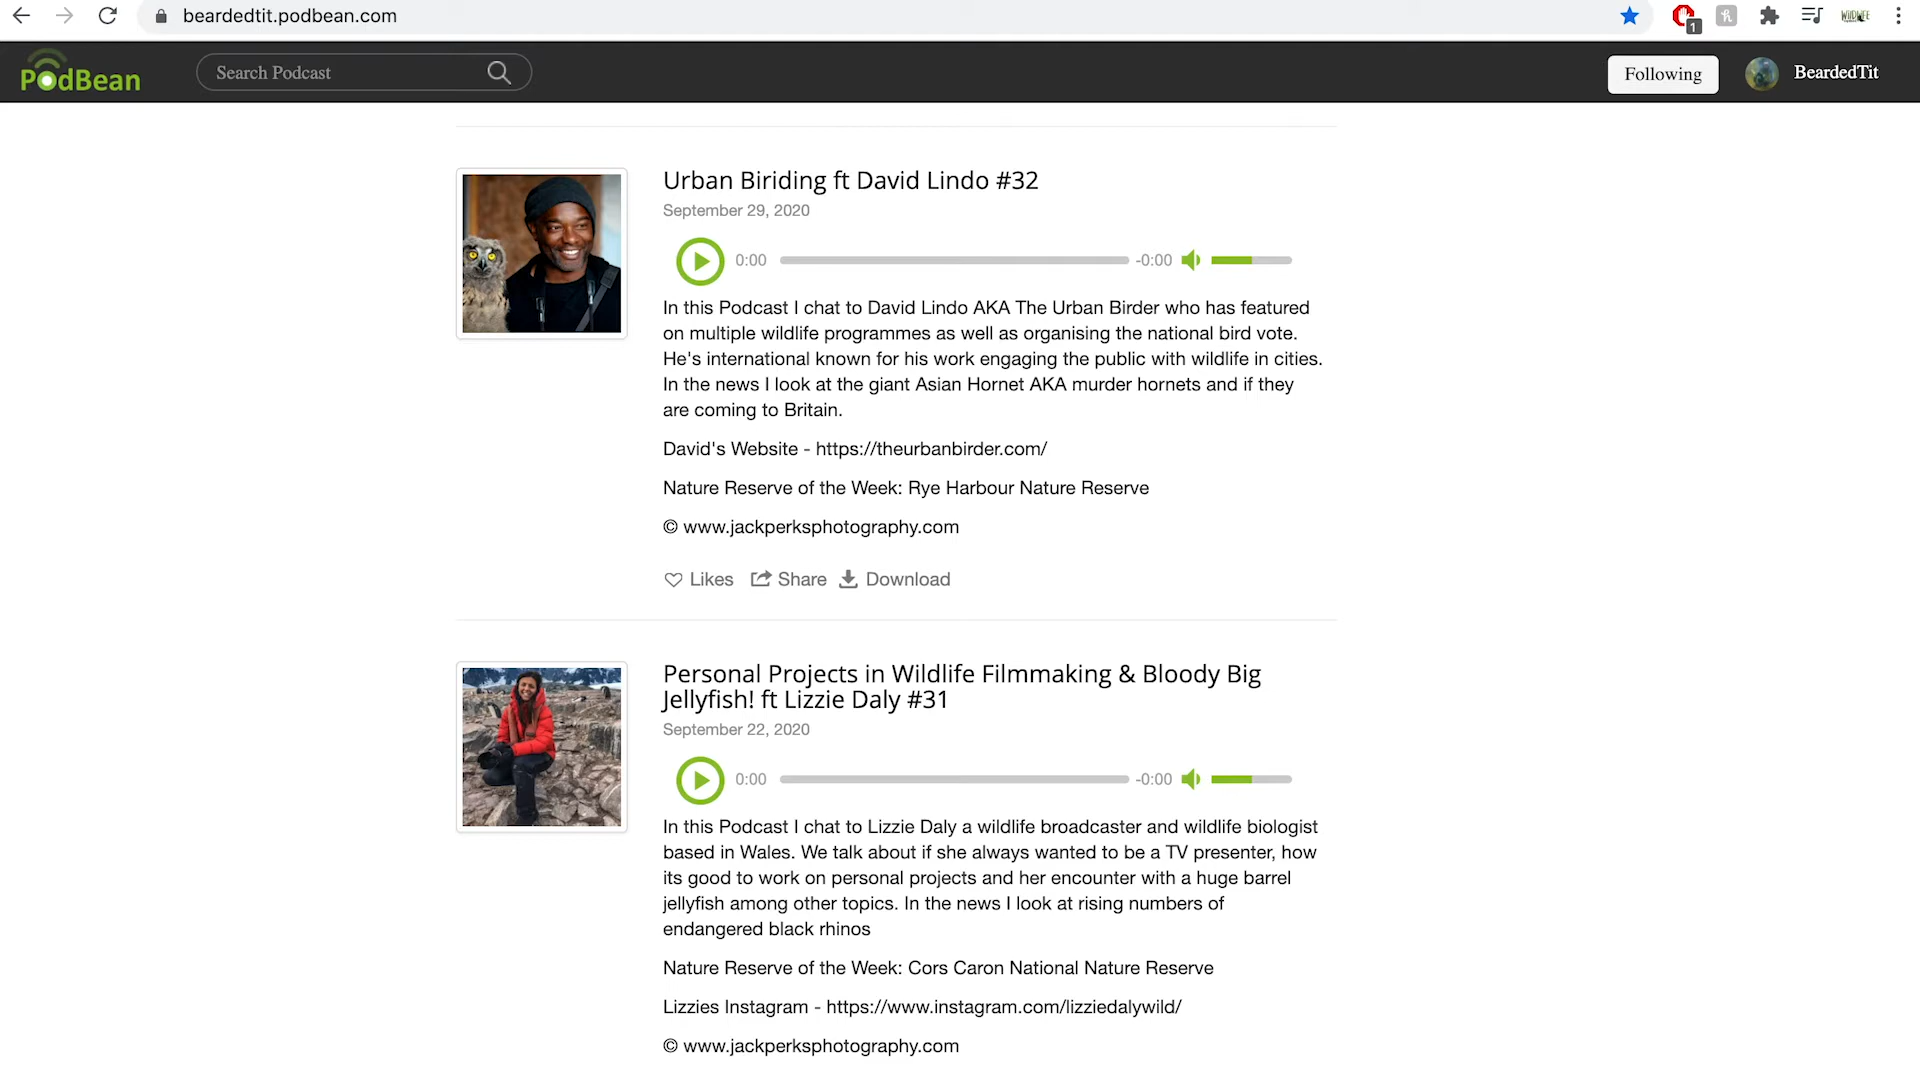 beardedtit.podbean.com
1
WildLIFE
PodBean
Search Podcast
Following
BeardedTit
Urban Biriding ft David Lindo #32
September 29, 2020
0:00
-0:00
In this Podcast I chat to David Lindo AKA The Urban Birder who has featured
on multiple wildlife programmes as well as organising the national bird vote.
He's international known for his work engaging the public with wildlife in cities.
In the news I look at the giant Asian Hornet AKA murder hornets and if they
are coming to Britain.
David's Website - https://theurbanbirder.com/
Nature Reserve of the Week: Rye Harbour Nature Reserve
© www.jackperksphotography.com
Likes Share Download
Personal Projects in Wildlife Filmmaking & Bloody Big
Jellyfish! ft Lizzie Daly #31
September 22, 2020
0:00
-0:00
In this Podcast I chat to Lizzie Daly a wildlife broadcaster and wildlife biologist
based in Wales. We talk about if she always wanted to be a TV presenter, how
its good to work on personal projects and her encounter with a huge barrel
jellyfish among other topics. In the news I look at rising numbers of
endangered black rhinos
Nature Reserve of the Week: Cors Caron National Nature Reserve
Lizzies Instagram - https://www.instagram.com/lizziedalywild/
© www.jackperksphotography.com